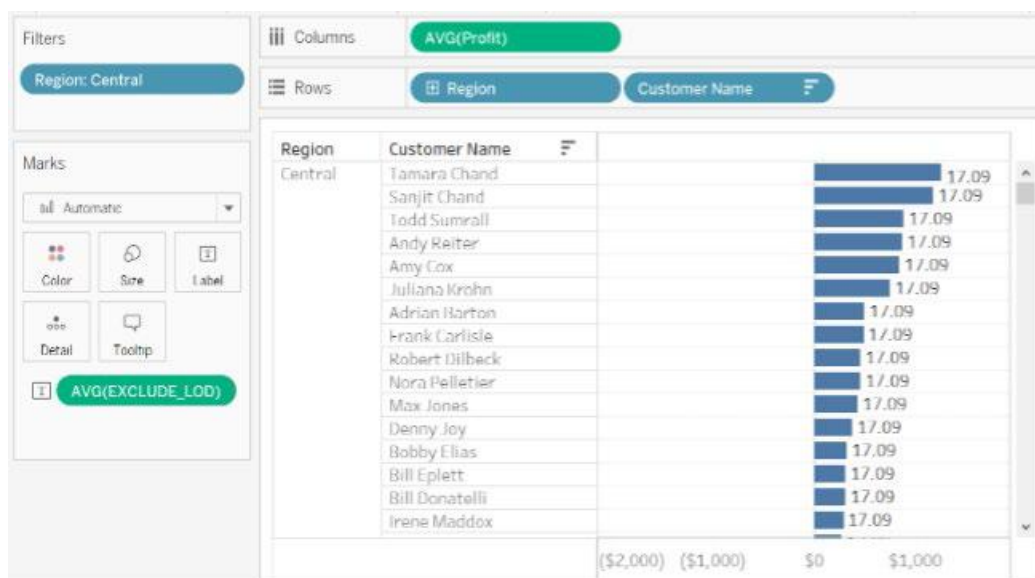 Filters
Region: Central
Marks
Automatic
Color
Size
Label
Detail
Tooltip
AVG(EXCLUDE_LOD)
Columns
AVG(Profit)
Rows
Region
Customer Name
Region Customer Name
Central Tamara Chand 17.09
Sanjit Chand 17.09
Todd Sumrall 17.09
Andy Reiter 17.09
Amy Cox 17.09
Juliana Krohn 17.09
Adrian Barton 17.09
Frank Carlisle 17.09
Robert Dilbeck 17.09
Nora Pelletier 17.09
Max Jones 17.09
Denny Joy 17.09
Bobby Elias 17.09
Bill Eplett 17.09
Bill Donatelli 17.09
Irene Maddox 17.09
($2,000) ($1,000) $0 $1,000